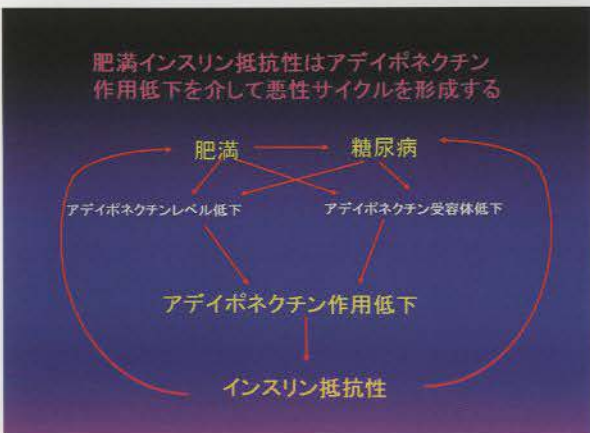 肥満インスリン抵抗性はアデイポネクチン
作用低下を介して悪性サイクルを形成する
肥満
糖尿病
アデイポネクチンレベル低下
アデイポネクチン受容体低下
アデイポネクチン作用低下
インスリン抵抗性